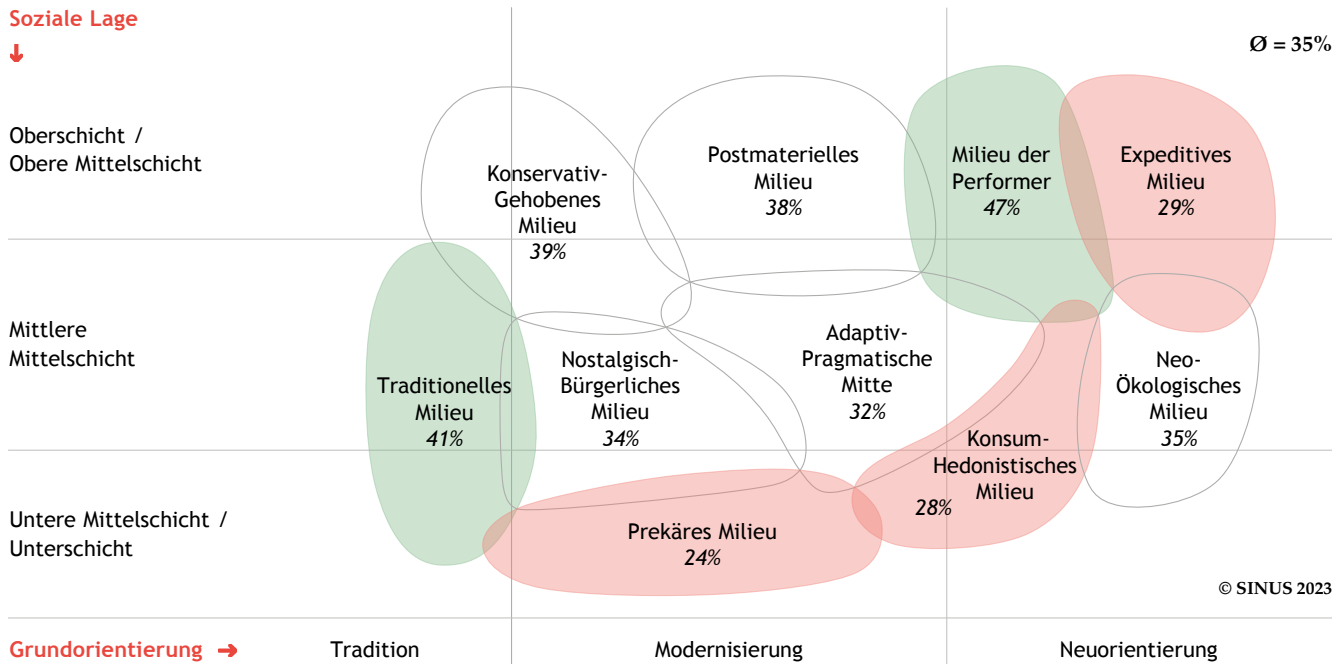 Soziale Lage
↓
Ø = 35%
Oberschicht /
Obere Mittelschicht
Konservativ-
Gehobenes
Milieu
39%
Postmaterielles
Milieu
38%
Milieu der
Performer
47%
Expeditives
Milieu
29%
Mittlere
Mittelschicht
Traditionelles
Milieu
41%
Nostalgisch-
Bürgerliches
Milieu
34%
Adaptiv-
Pragmatische
Mitte
32%
Neo-
Ökologisches
Milieu
35%
Konsum-
Hedonistisches
Milieu
28%
Untere Mittelschicht /
Unterschicht
Prekäres Milieu
24%
© SINUS 2023
Grundorientierung →
Tradition
Modernisierung
Neuorientierung